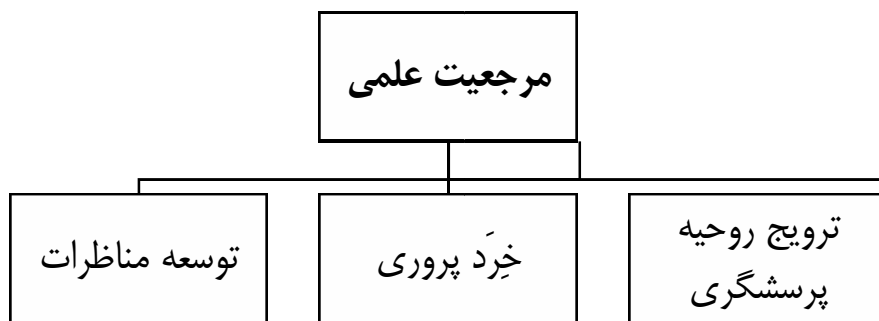 مرجعیت علمی
ترویج روحیه
پرسشگری
خِرَد پروری
توسعه مناظرات